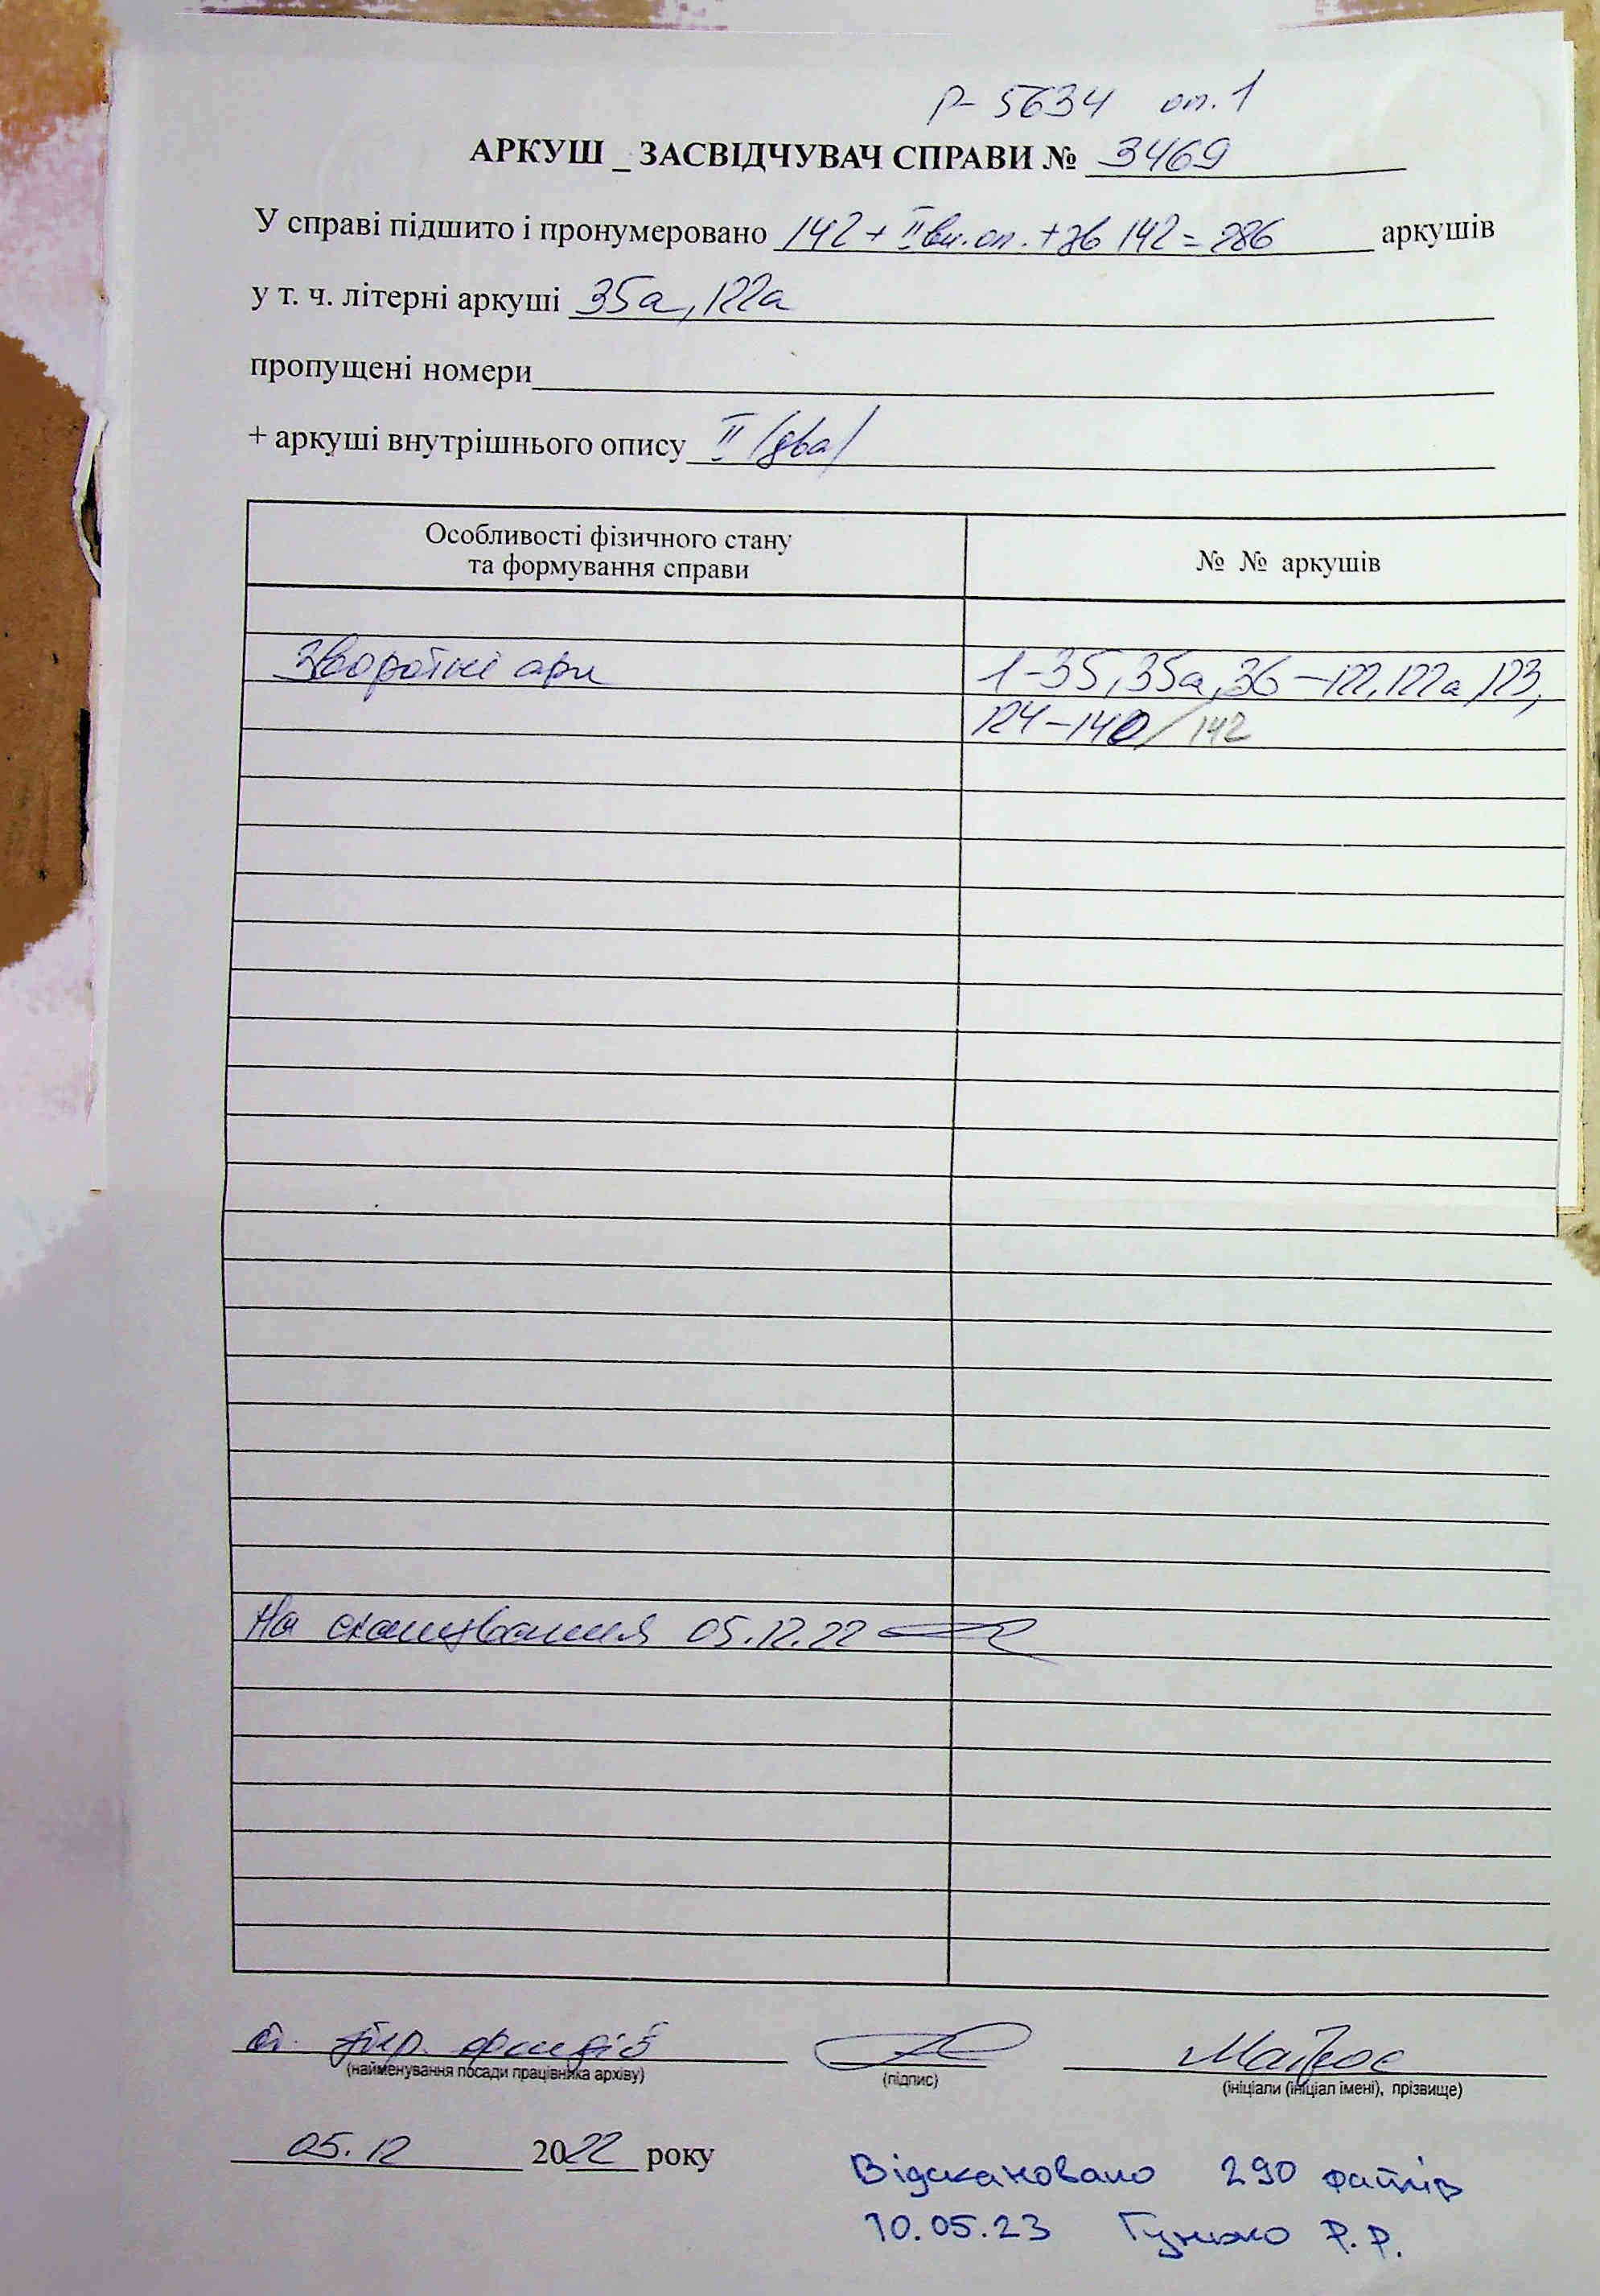 Р-5634 оп.1
АРКУШ _ ЗАСВІДЧУВАЧ СПРАВИ № 3469
У справі підшито і пронумеровано 142 + II вн. оп. + зв 142 = 286 аркушів
у т. ч. літерні аркуші 35а, 122а
пропущені номери
+ аркуші внутрішнього опису II /два/
Особливості фізичного стану
та формування справи
№ № аркушів
Зворотні арк
1-35, 35а, 36-122, 122а, 123,
124-140/142
На сканування 05.12.22
ст. фондів
(найменування посади працівника архіву)
(підпис)
(ініціали (ініціал імені), прізвище)
05.12 2022 року
Відскановано 290 файлів
10.05.23 Гунько Р.Р.